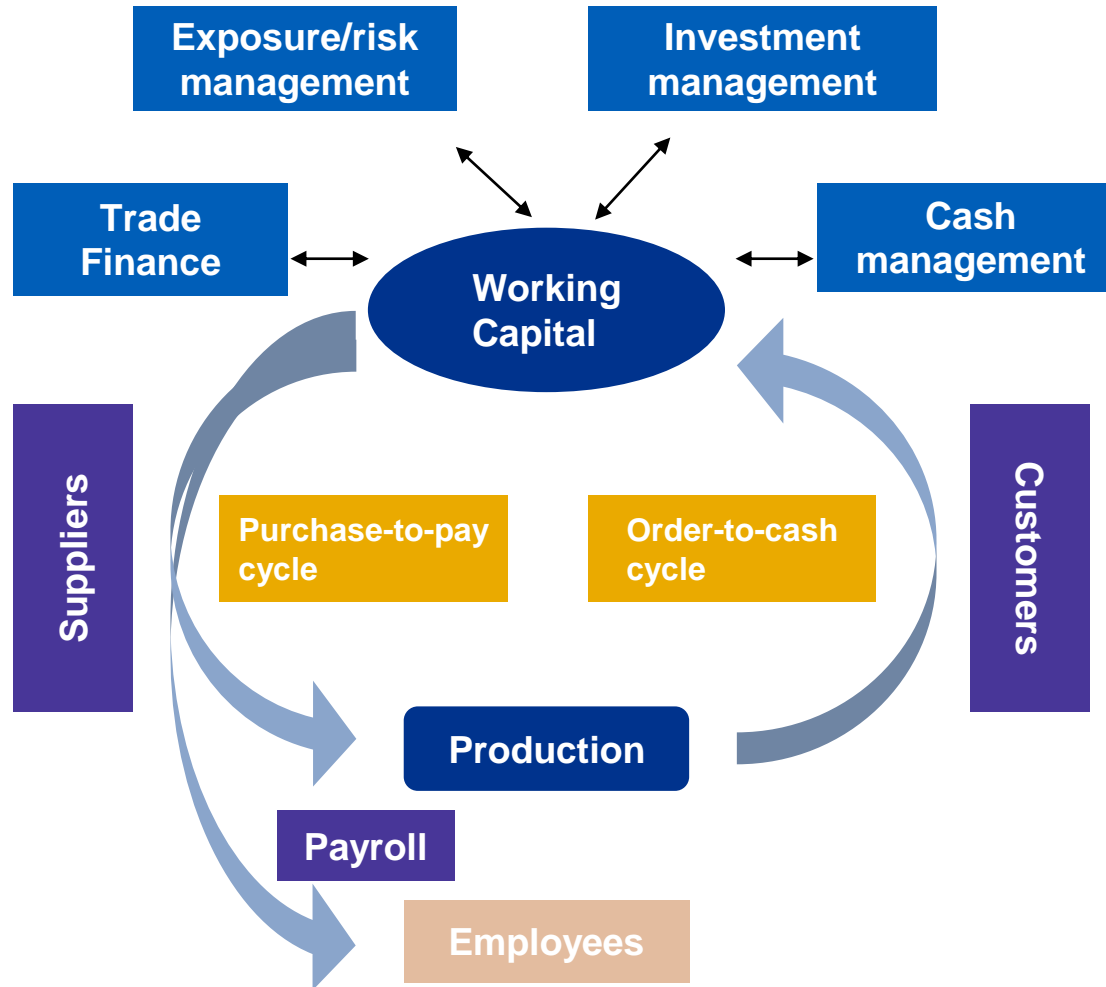 Exposure/risk
management
Investment
management
Trade
Finance
Cash
management
Working
Capital
Suppliers
Purchase-to-pay
cycle
Order-to-cash
cycle
Customers
Production
Payroll
Employees